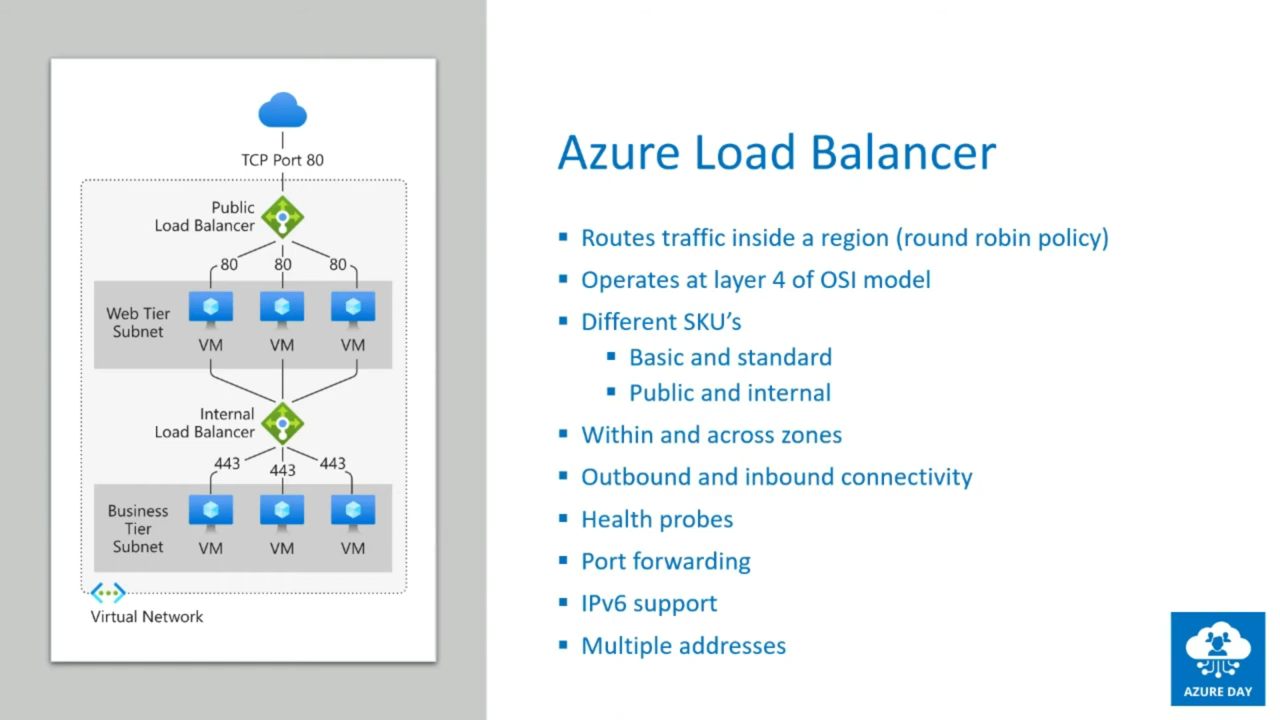 TCP Port 80
Public
Load Balancer
80
80
80
Web Tier
Subnet
VM
VM
VM
Internal
Load Balancer
443
443
443
Business
Tier
Subnet
VM
VM
VM
Virtual Network
Azure Load Balancer
▪ Routes traffic inside a region (round robin policy)
▪ Operates at layer 4 of OSI model
▪ Different SKU’s
▪ Basic and standard
▪ Public and internal
▪ Within and across zones
▪ Outbound and inbound connectivity
▪ Health probes
▪ Port forwarding
▪ IPv6 support
▪ Multiple addresses
AZURE DAY